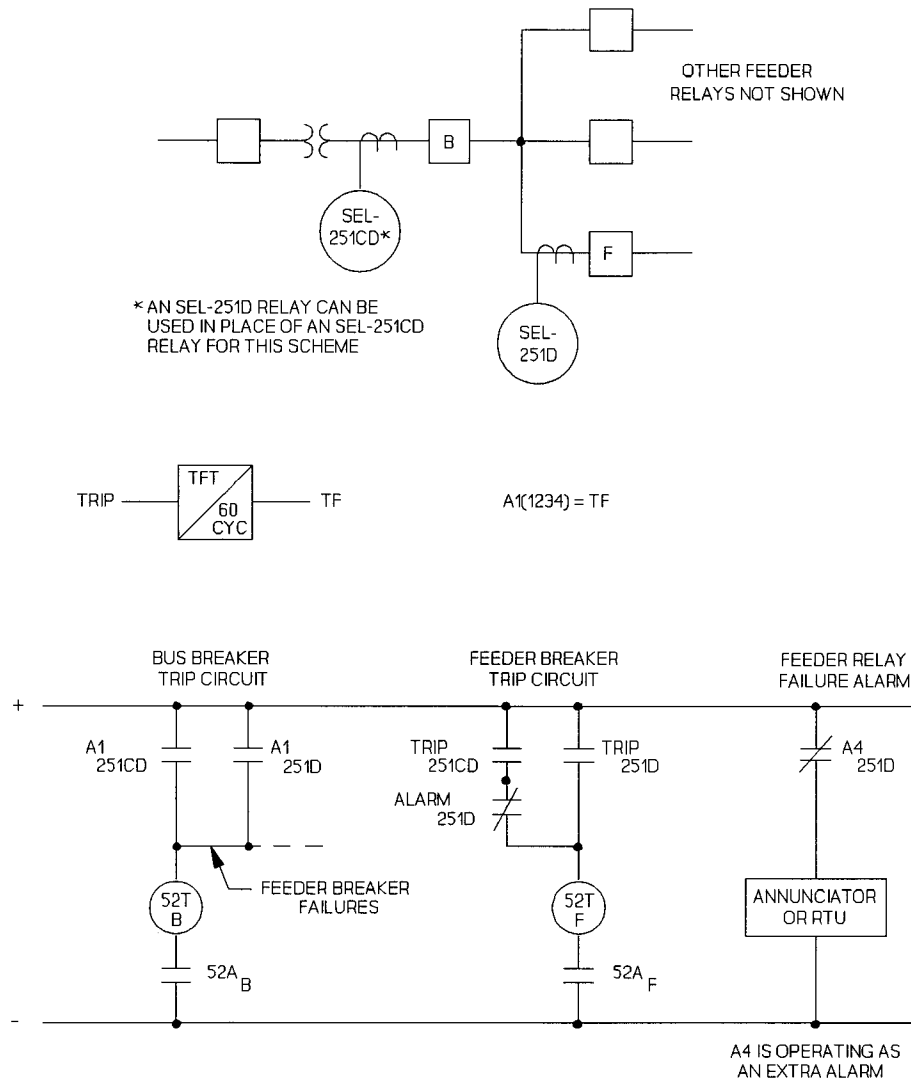 OTHER FEEDER
RELAYS NOT SHOWN
B
SEL-
251CD*
F
* AN SEL-251D RELAY CAN BE
USED IN PLACE OF AN SEL-251CD
RELAY FOR THIS SCHEME
SEL-
251D
TRIP
TFT
60
CYC
TF
A1(1234) = TF
BUS BREAKER
TRIP CIRCUIT
FEEDER BREAKER
TRIP CIRCUIT
FEEDER RELAY
FAILURE ALARM
+
A1
251CD
A1
251D
TRIP
251CD
TRIP
251D
A4
251D
ALARM
251D
FEEDER BREAKER
FAILURES
52T
B
52T
F
ANNUNCIATOR
OR RTU
52A B
52A F
-
A4 IS OPERATING AS
AN EXTRA ALARM